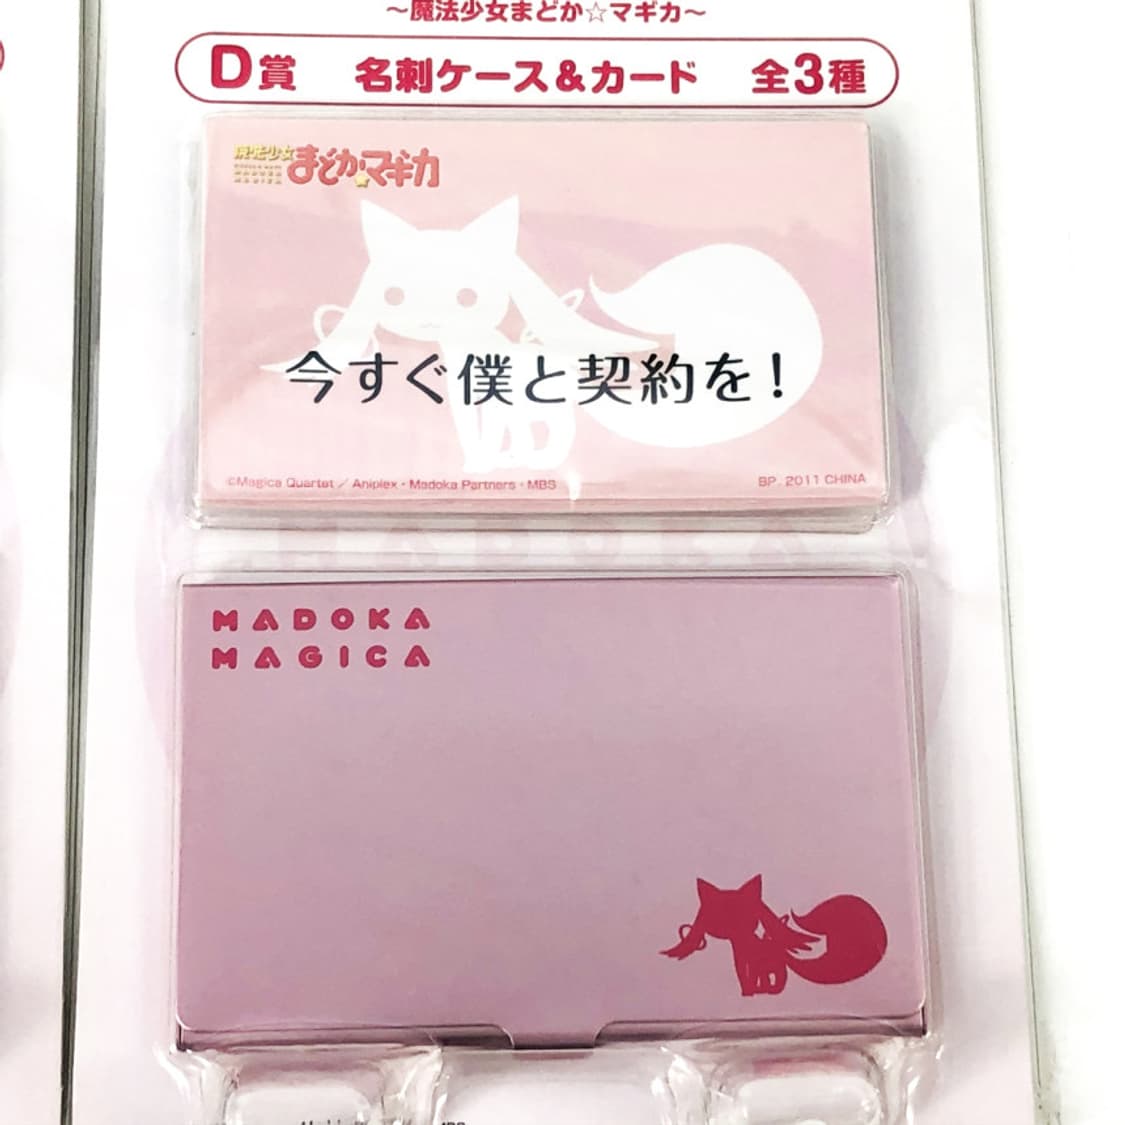 ～魔法少女まどか☆マギカ～
D賞 名刺ケース&カード 全3種
魔法少女
まどか☆マギカ
今すぐ僕と契約を!
©Magica Quartet／Aniplex・Madoka Partners・MBS
BP. 2011 CHINA
MADOKA
MAGICA